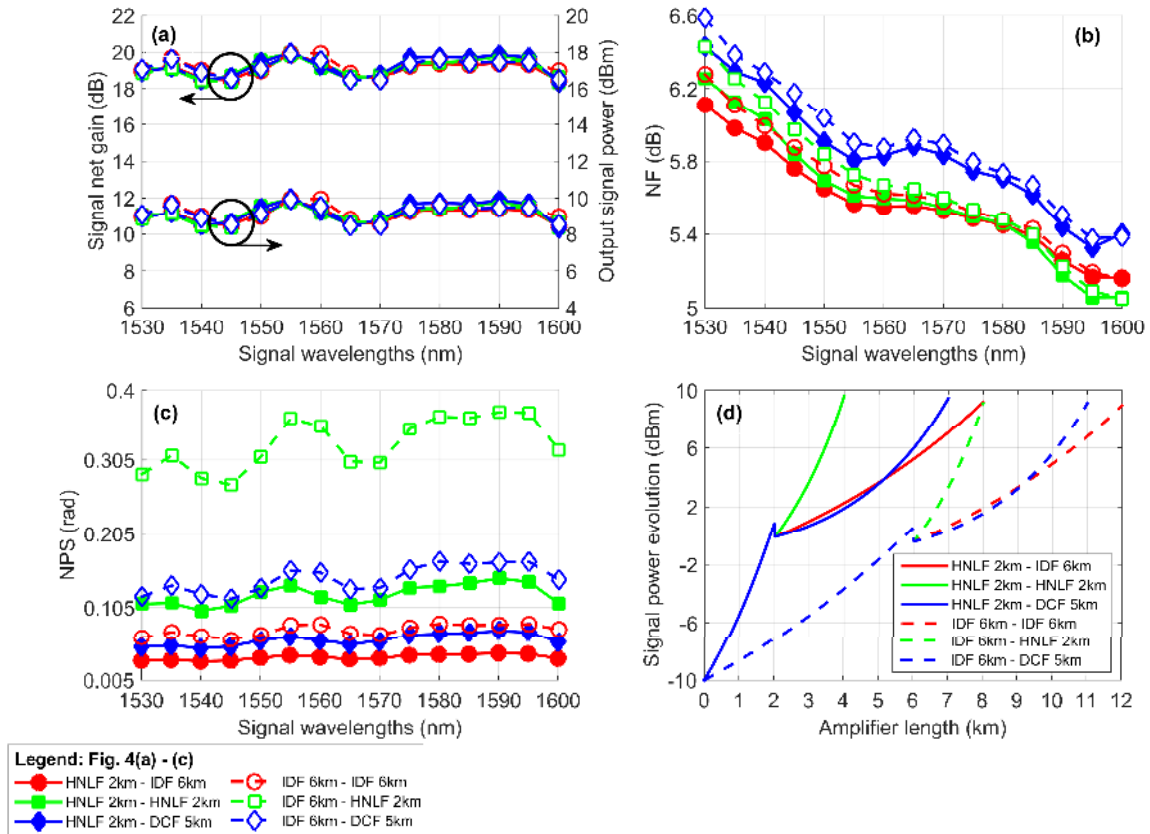 (a)
22
20
18
16
14
12
10
8
6
20
18
16
14
12
10
8
6
4
Signal net gain (dB)
Output signal power (dBm)
1530 1540 1550 1560 1570 1580 1590 1600
Signal wavelengths (nm)
(b)
6.6
6.2
5.8
5.4
5
NF (dB)
1530 1540 1550 1560 1570 1580 1590 1600
Signal wavelengths (nm)
(c)
0.4
0.305
0.205
0.105
0.005
NPS (rad)
1530 1540 1550 1560 1570 1580 1590 1600
Signal wavelengths (nm)
(d)
10
6
2
-2
-6
-10
Signal power evolution (dBm)
HNLF 2km - IDF 6km
HNLF 2km - HNLF 2km
HNLF 2km - DCF 5km
IDF 6km - IDF 6km
IDF 6km - HNLF 2km
IDF 6km - DCF 5km
0 1 2 3 4 5 6 7 8 9 10 11 12
Amplifier length (km)
Legend: Fig. 4(a) - (c)
HNLF 2km - IDF 6km IDF 6km - IDF 6km
HNLF 2km - HNLF 2km IDF 6km - HNLF 2km
HNLF 2km - DCF 5km IDF 6km - DCF 5km